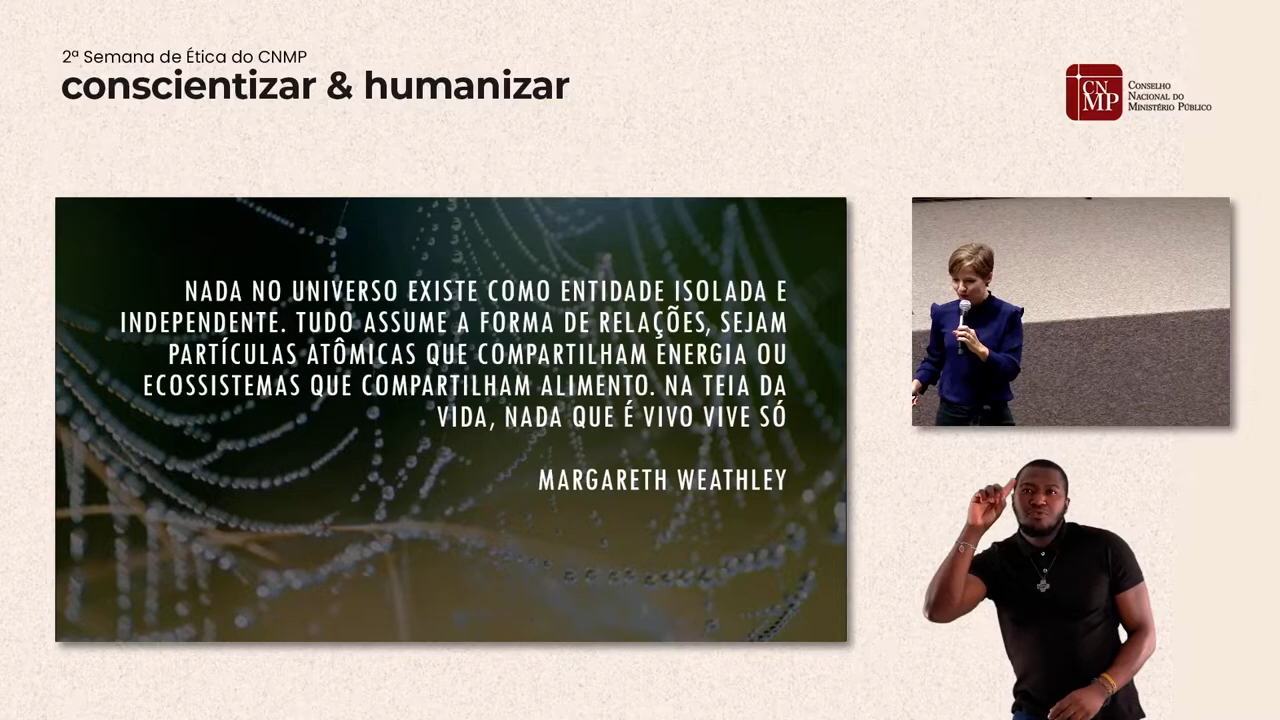 2ª Semana de Ética do CNMP
conscientizar & humanizar
CN
MP
Conselho
Nacional do
Ministério Público
NADA NO UNIVERSO EXISTE COMO ENTIDADE ISOLADA E
INDEPENDENTE. TUDO ASSUME A FORMA DE RELAÇÕES, SEJAM
PARTÍCULAS ATÔMICAS QUE COMPARTILHAM ENERGIA OU
ECOSSISTEMAS QUE COMPARTILHAM ALIMENTO. NA TEIA DA
VIDA, NADA QUE É VIVO VIVE SÓ
MARGARETH WEATHLEY